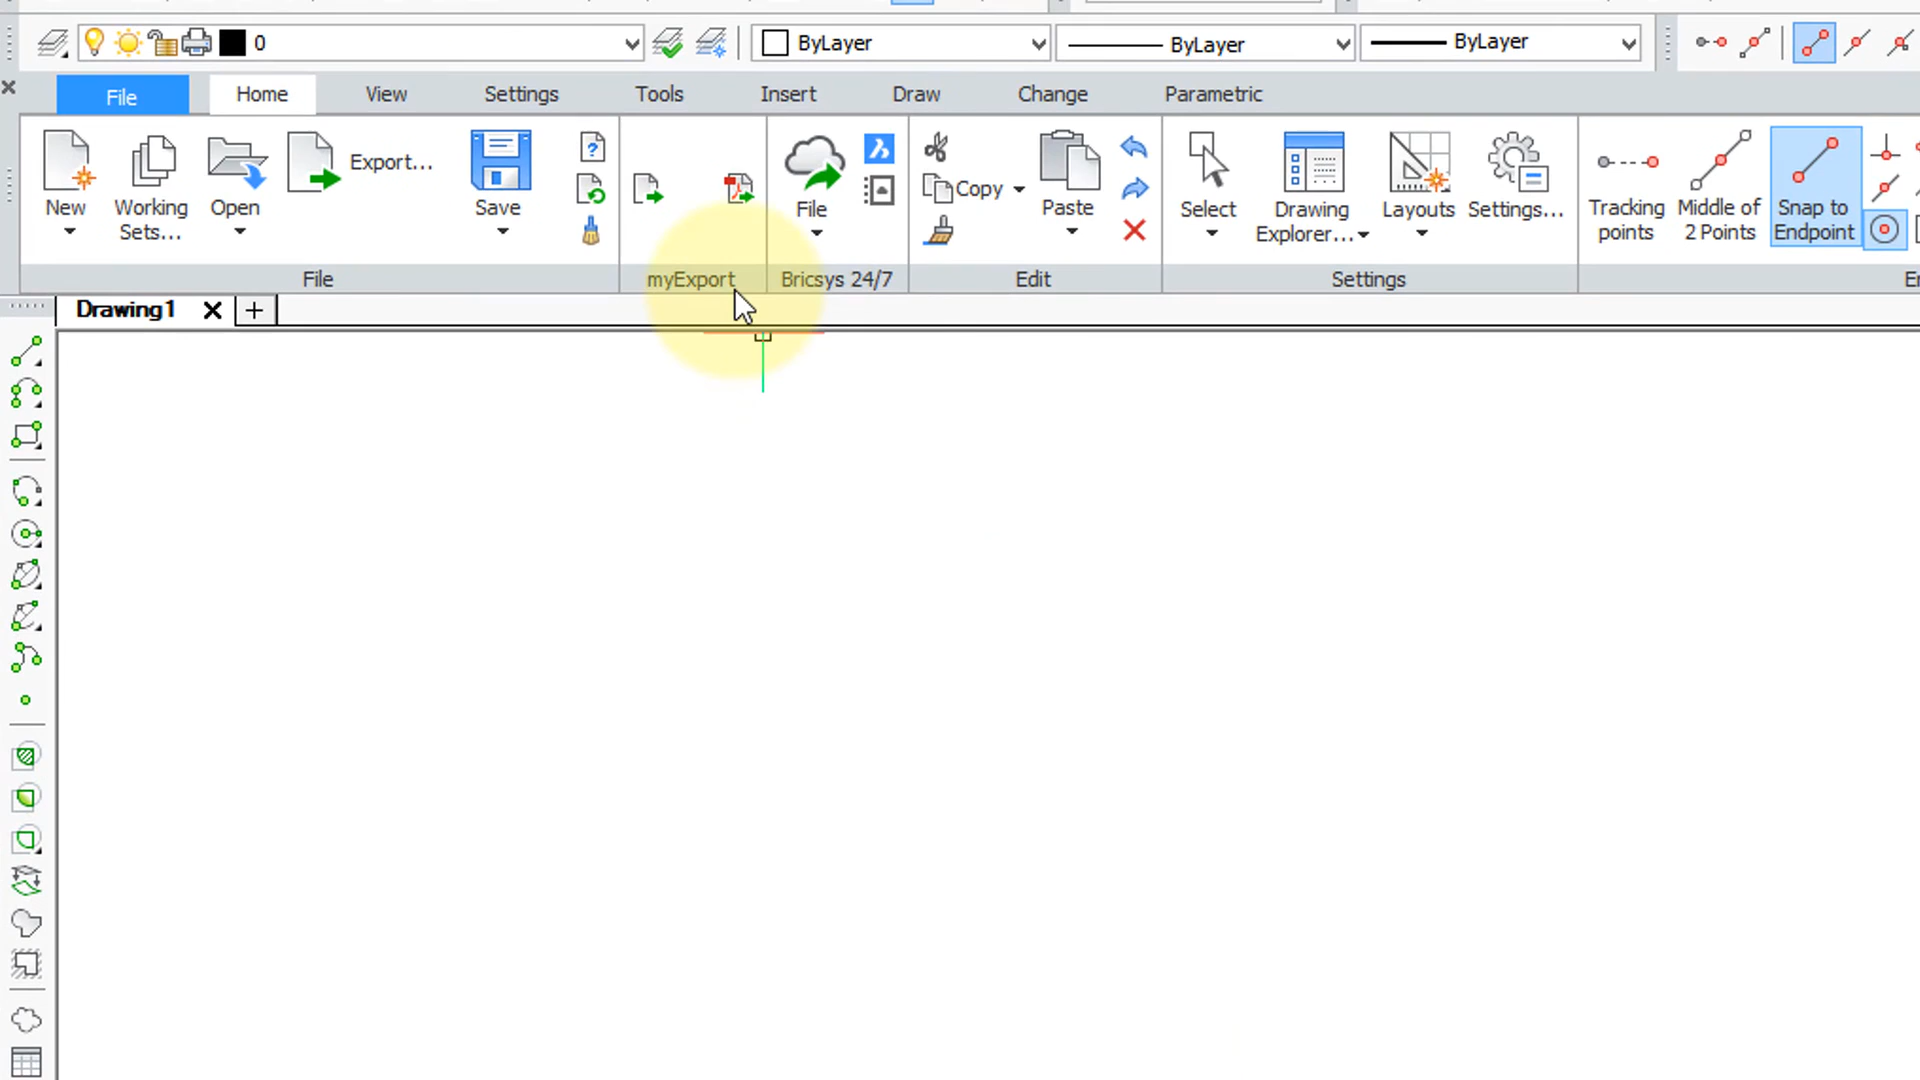 0
ByLayer
ByLayer
ByLayer
File
Home
View
Settings
Tools
Insert
Draw
Change
Parametric
New
Working
Sets...
Open
Export...
Save
File
Copy
Paste
Select
Drawing
Explorer...
Layouts
Settings...
Tracking
points
Middle of
2 Points
Snap to
Endpoint
File
myExport
Bricsys 24/7
Edit
Settings
Drawing1